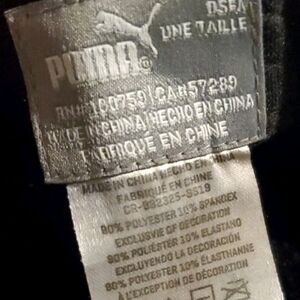 OSFA
UNE TAILLE
PUMA®
RN# 100759 CA#57289
MADE IN CHINA/HECHO EN CHINA
FABRIQUÉ EN CHINE
MADE IN CHINA HECHO EN CHINA
FABRIQUÉ EN CHINE
90% POLYESTER 10% SPANDEX
EXCLUSIVE OF DECORATION
90% POLIÉSTER 10% ELASTANO
EXCLUYENDO LA DECORACIÓN
90% POLYESTER 10% ÉLASTHANNE
À L'EXCEPTION DE DÉCORATION